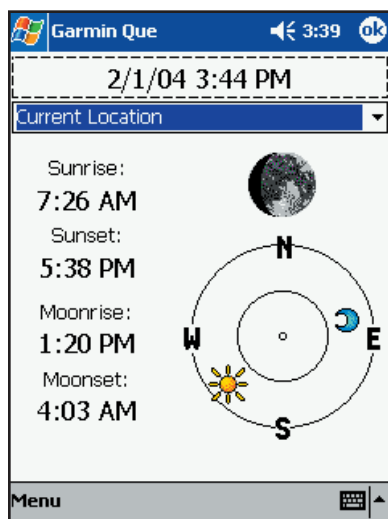 Garmin Que 3:39 ok
2/1/04 3:44 PM
Current Location
Sunrise:
7:26 AM
Sunset:
5:38 PM
Moonrise:
1:20 PM
Moonset:
4:03 AM
N
W
E
S
Menu